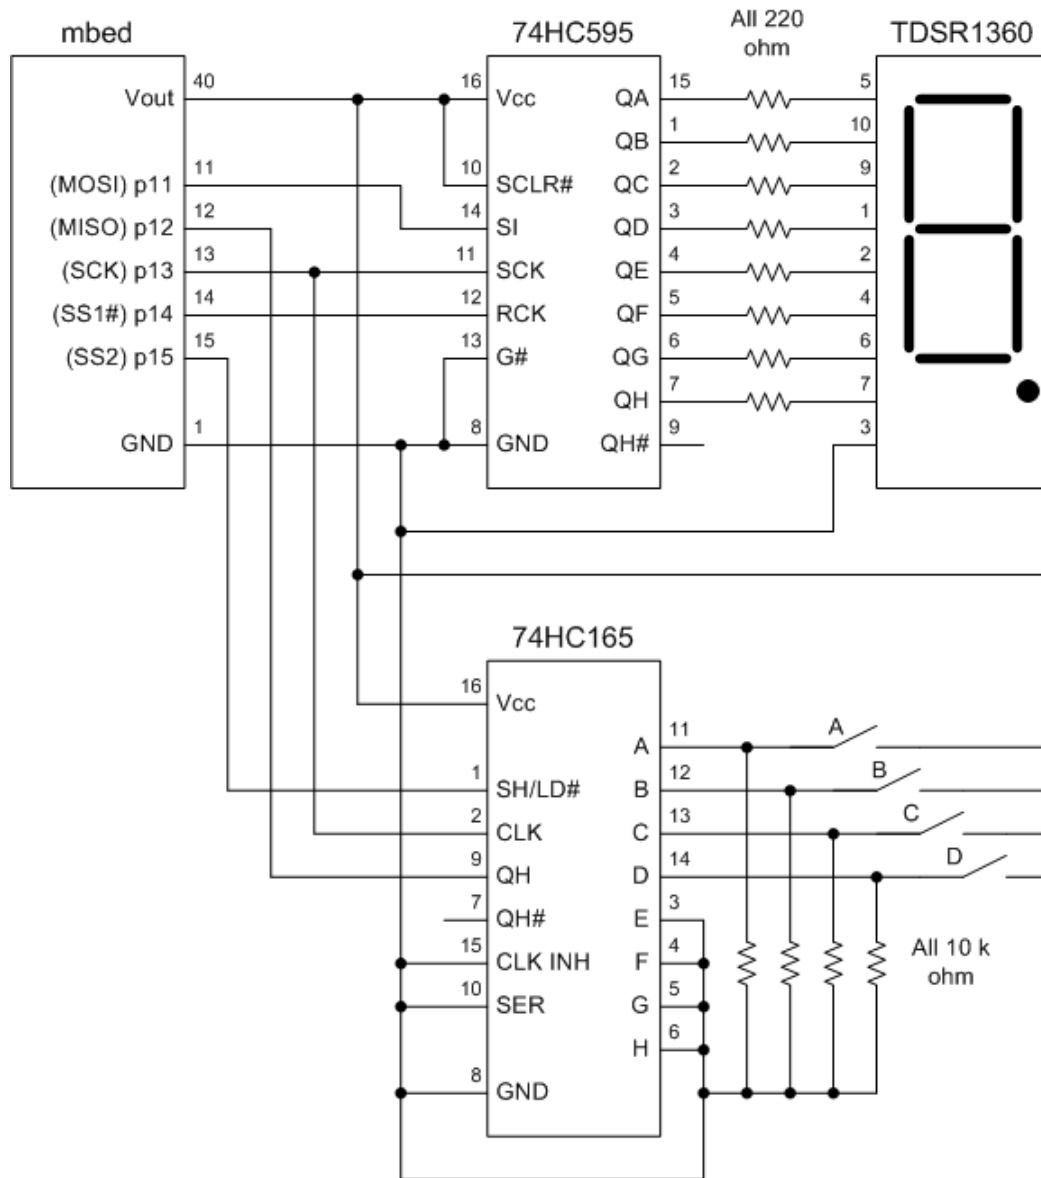 mbed
74HC595
All 220
ohm
TDSR1360
Vout 40
16 Vcc
QA 15
5
QB 1
10
(MOSI) p11 11
10 SCLR#
QC 2
9
(MISO) p12 12
14 SI
QD 3
1
(SCK) p13 13
11 SCK
QE 4
2
(SS1#) p14 14
12 RCK
QF 5
4
(SS2) p15 15
13 G#
QG 6
6
QH 7
7
GND 1
8 GND
QH# 9
3
74HC165
16 Vcc
A 11
A
1 SH/LD#
B 12
B
2 CLK
C 13
C
9 QH
D 14
D
7 QH#
E 3
15 CLK INH
F 4
All 10 k
ohm
10 SER
G 5
H 6
8 GND